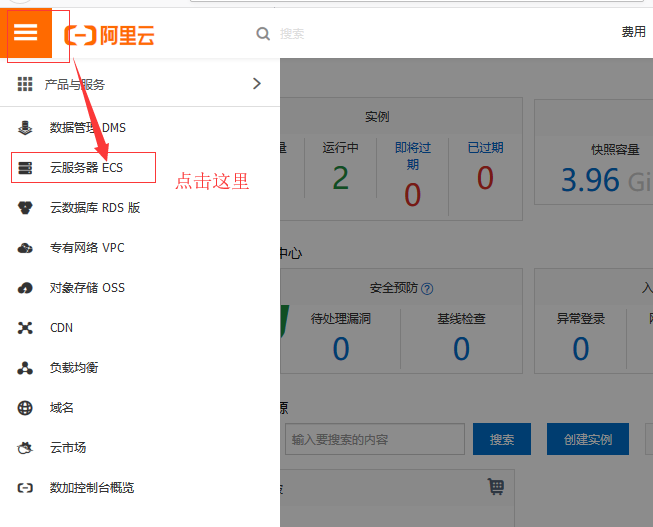 阿里云
搜索
费用
产品与服务
数据管理 DMS
云服务器 ECS
点击这里
云数据库 RDS 版
专有网络 VPC
对象存储 OSS
CDN
负载均衡
域名
云市场
数加控制台概览
实例
量
运行中
2
即将过期
0
已过期
0
快照容量
3.96 Gi
中心
安全预防
待处理漏洞
0
基线检查
0
入
异常登录
0
源
输入要搜索的内容
搜索
创建实例